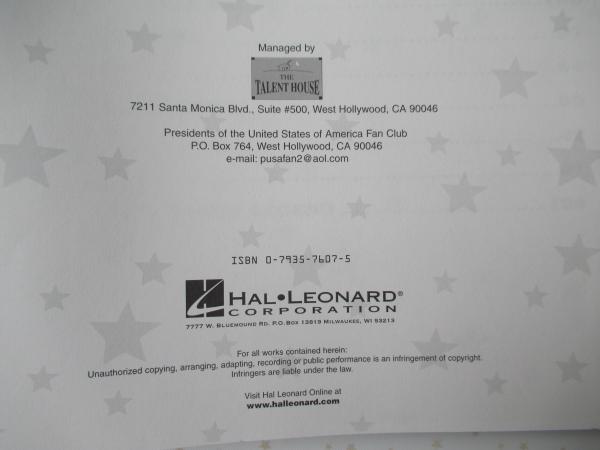 Managed by
THE
TALENT HOUSE
7211 Santa Monica Blvd., Suite #500, West Hollywood, CA 90046
Presidents of the United States of America Fan Club
P.O. Box 764, West Hollywood, CA 90046
e-mail: pusafan2@aol.com
ISBN 0-7935-7607-5
HAL•LEONARD®
CORPORATION
7777 W. BLUEMOUND RD. P.O.BOX 13819 MILWAUKEE, WI 53213
For all works contained herein:
Unauthorized copying, arranging, adapting, recording or public performance is an infringement of copyright.
Infringers are liable under the law.
Visit Hal Leonard Online at
www.halleonard.com